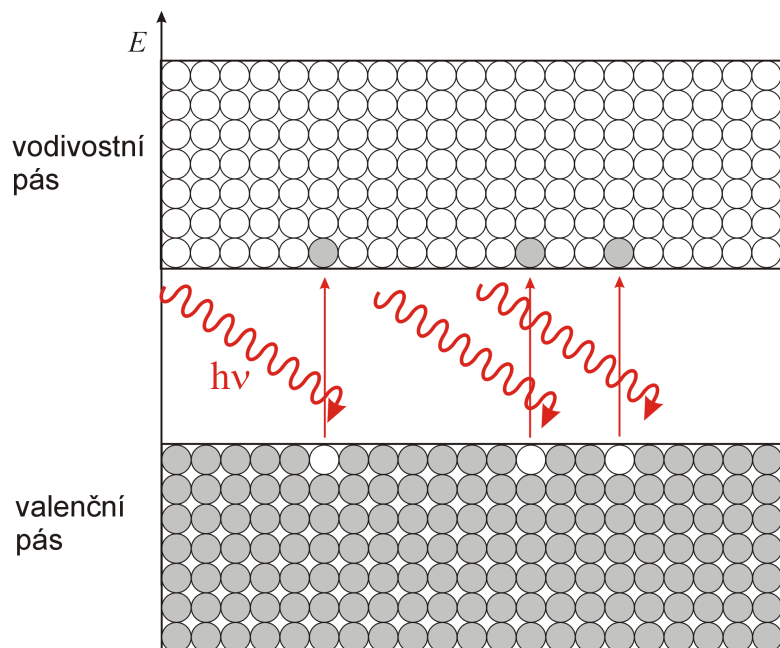 E
vodivostní
pás
hν
valenční
pás